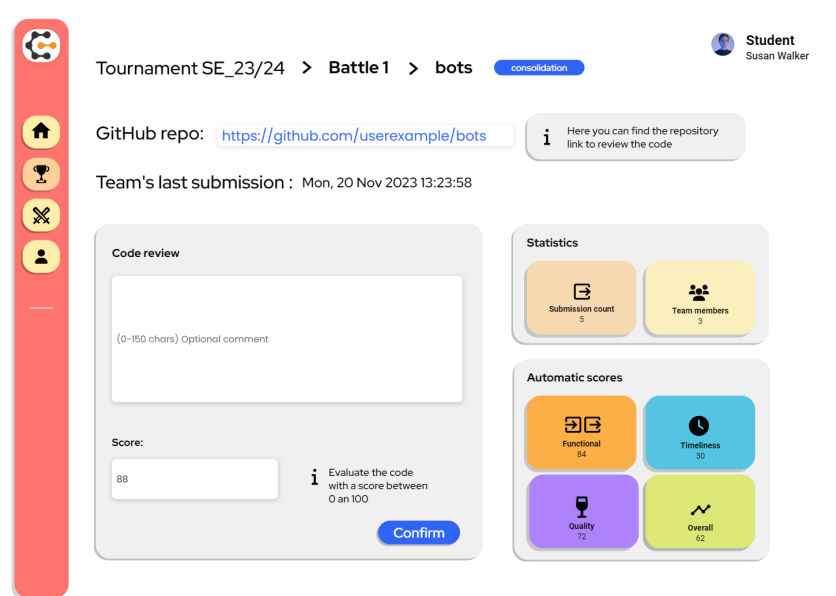 Student
Susan Walker
Tournament SE_23/24 > Battle 1 > bots consolidation
GitHub repo: https://github.com/userexample/bots
Here you can find the repository
link to review the code
Team's last submission : Mon, 20 Nov 2023 13:23:58
Code review
(0-150 chars) Optional comment
Score:
88
Evaluate the code
with a score between
0 an 100
Confirm
Statistics
Submission count
5
Team members
3
Automatic scores
Functional
84
Timeliness
30
Quality
72
Overall
62